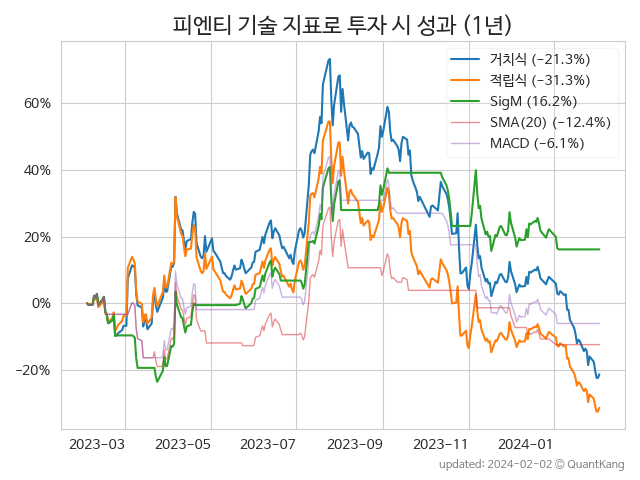 피엔티 기술 지표로 투자 시 성과 (1년)
거치식 (−21.3%)
적립식 (−31.3%)
SigM (16.2%)
SMA(20) (−12.4%)
MACD (−6.1%)
60%
40%
20%
0%
−20%
2023−03
2023−05
2023−07
2023−09
2023−11
2024−01
updated: 2024−02−02 © QuantKang